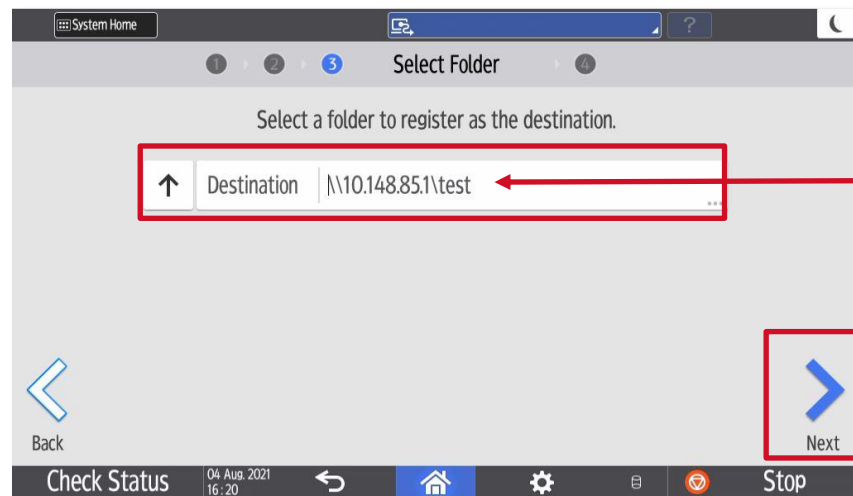 System Home
?
1 2 3 Select Folder 4
Select a folder to register as the destination.
Destination \\10.148.85.1\test
...
Back
Next
Check Status
04 Aug. 2021
16:20
Stop